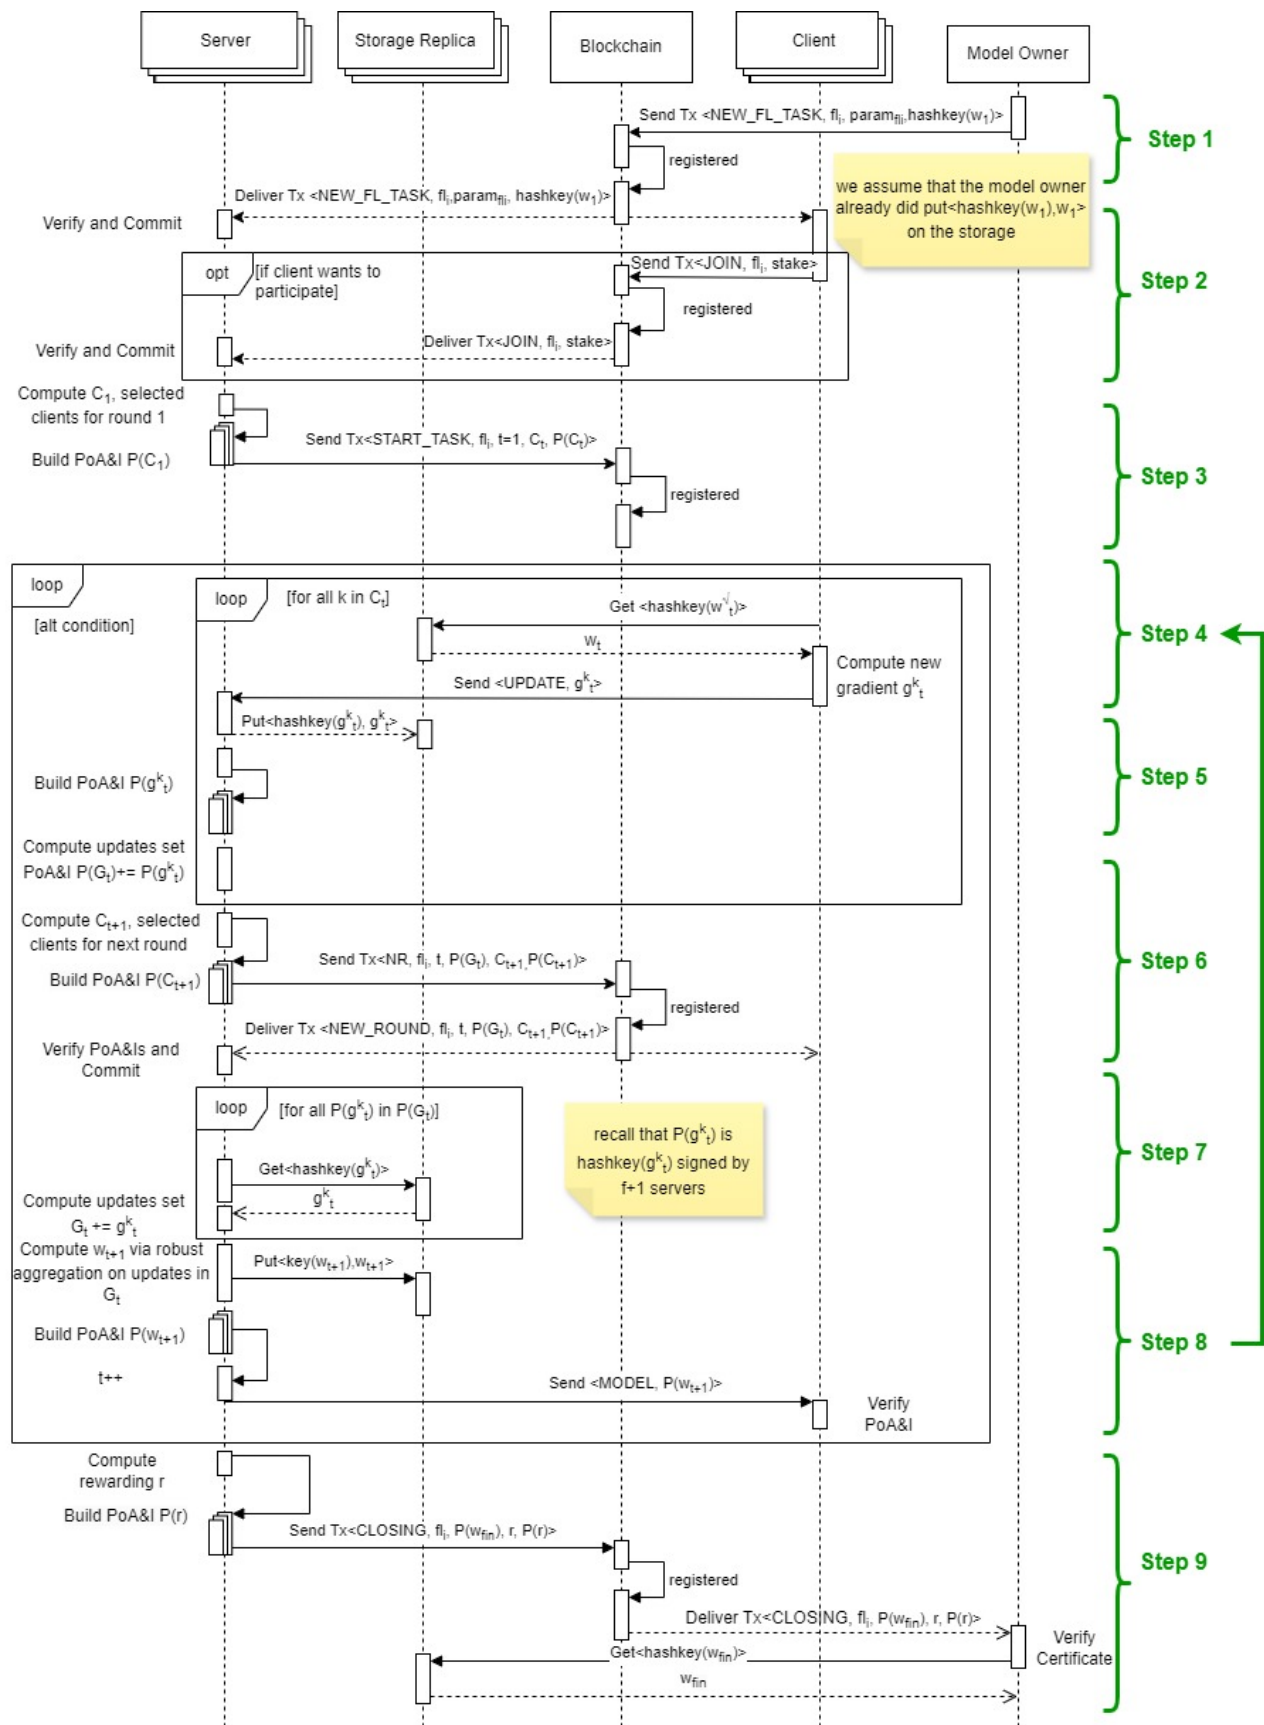 Server
Storage Replica
Blockchain
Client
Model Owner
Send Tx <NEW_FL_TASK, flᵢ, param_fli,hashkey(w₁)>
Step 1
registered
we assume that the model owner
already did put<hashkey(w₁),w₁>
on the storage
Deliver Tx <NEW_FL_TASK, flᵢ,param_fli, hashkey(w₁)>
Verify and Commit
opt
[if client wants to
participate]
Send Tx<JOIN, flᵢ, stake>
Step 2
registered
Deliver Tx<JOIN, flᵢ, stake>
Verify and Commit
Compute C₁, selected
clients for round 1
Send Tx<START_TASK, flᵢ, t=1, Cₜ, P(Cₜ)>
Build PoA&I P(C₁)
Step 3
registered
loop
[alt condition]
loop
[for all k in Cₜ]
Get <hashkey(w^√ₜ)>
Step 4
wₜ
Compute new
gradient gᵏₜ
Send <UPDATE, gᵏₜ>
Put<hashkey(gᵏₜ), gᵏₜ>
Build PoA&I P(gᵏₜ)
Step 5
Compute updates set
PoA&I P(Gₜ)+= P(gᵏₜ)
Compute Cₜ₊₁, selected
clients for next round
Send Tx<NR, flᵢ, t, P(Gₜ), Cₜ₊₁,P(Cₜ₊₁)>
Build PoA&I P(Cₜ₊₁)
Step 6
registered
Deliver Tx <NEW_ROUND, flᵢ, t, P(Gₜ), Cₜ₊₁,P(Cₜ₊₁)>
Verify PoA&Is and
Commit
loop
[for all P(gᵏₜ) in P(Gₜ)]
recall that P(gᵏₜ) is
hashkey(gᵏₜ) signed by
f+1 servers
Step 7
Get<hashkey(gᵏₜ)>
gᵏₜ
Compute updates set
Gₜ += gᵏₜ
Compute wₜ₊₁ via robust
aggregation on updates in
Gₜ
Put<key(wₜ₊₁),wₜ₊₁>
Build PoA&I P(wₜ₊₁)
Step 8
t++
Send <MODEL, P(wₜ₊₁)>
Verify
PoA&I
Compute
rewarding r
Build PoA&I P(r)
Send Tx<CLOSING, flᵢ, P(w_fin), r, P(r)>
Step 9
registered
Deliver Tx<CLOSING, flᵢ, P(w_fin), r, P(r)>
Verify
Certificate
Get<hashkey(w_fin)>
w_fin